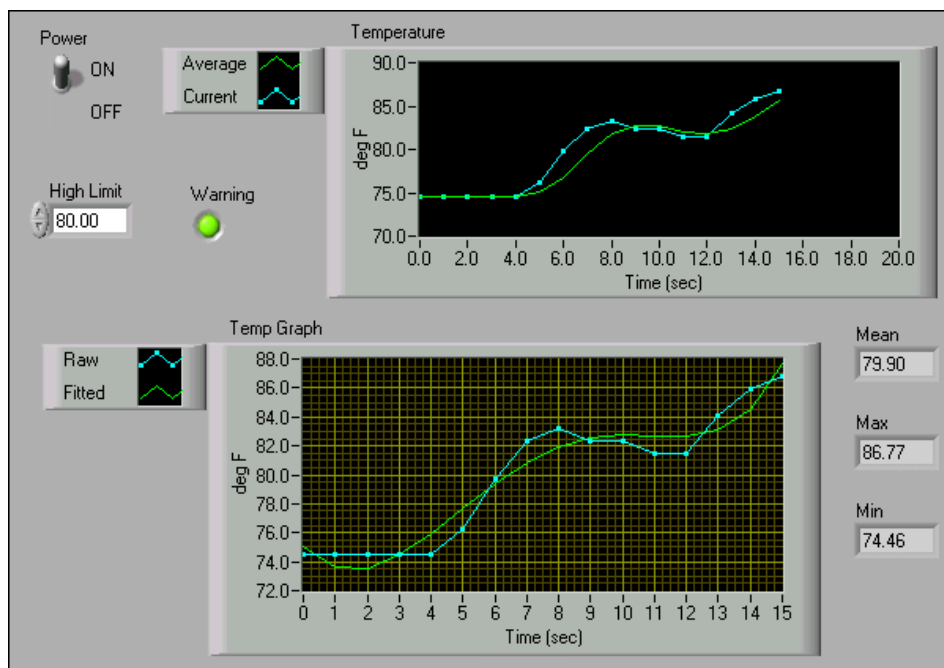 Power
ON
OFF
Average
Current
Temperature
90.0
85.0
80.0
75.0
70.0
deg F
0.0 2.0 4.0 6.0 8.0 10.0 12.0 14.0 16.0 18.0 20.0
Time (sec)
High Limit
80.00
Warning
Temp Graph
Raw
Fitted
88.0
86.0
84.0
82.0
80.0
78.0
76.0
74.0
72.0
deg F
0 1 2 3 4 5 6 7 8 9 10 11 12 13 14 15
Time (sec)
Mean
79.90
Max
86.77
Min
74.46